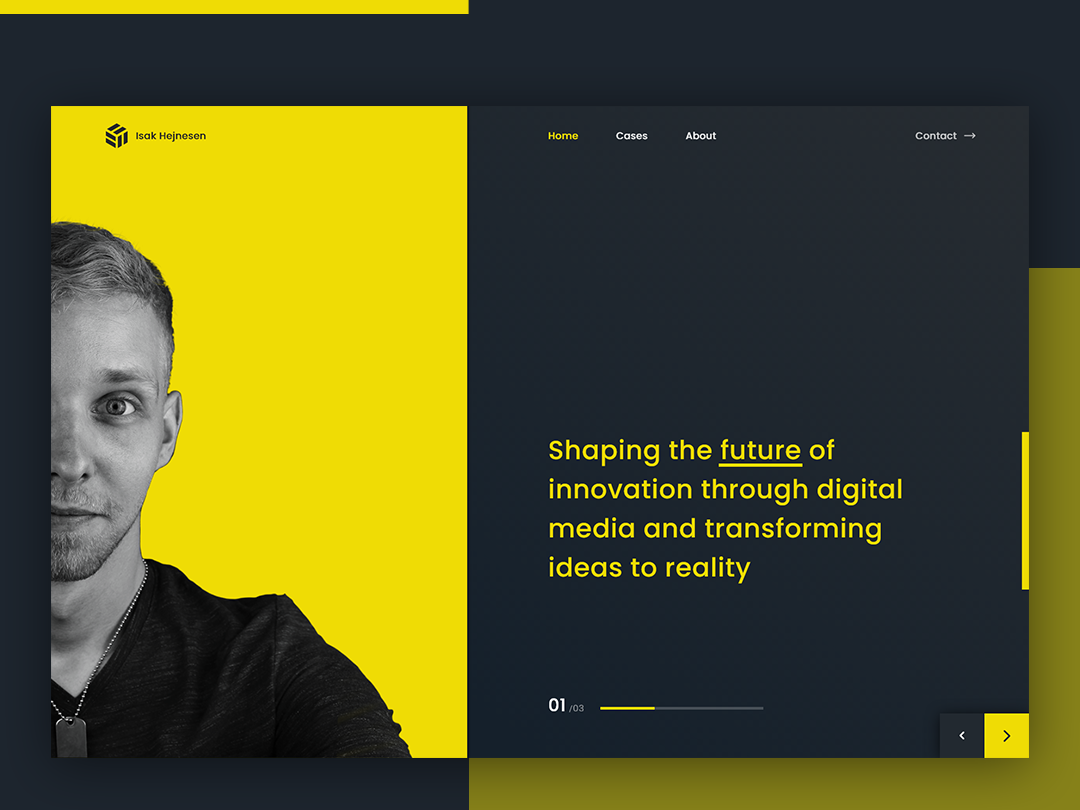 Isak Hejnesen
Home Cases About Contact →
Shaping the future of
innovation through digital
media and transforming
ideas to reality
01 /03